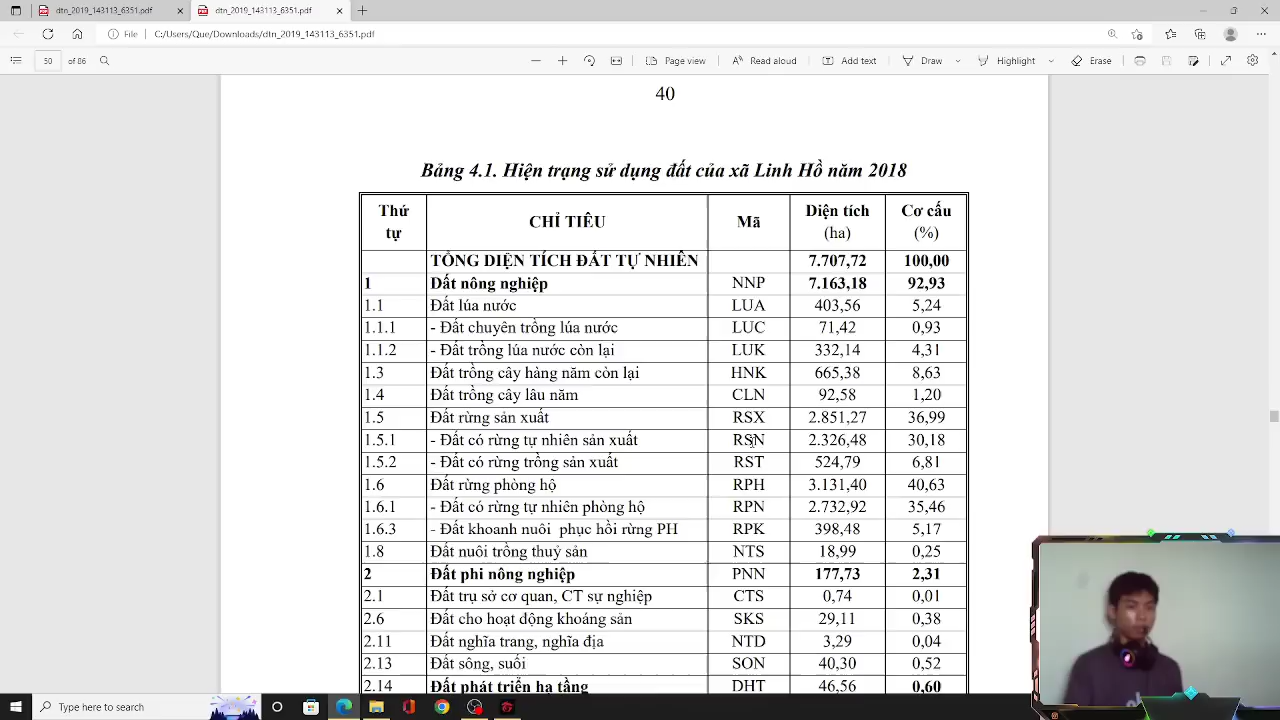 dtn_2019_143113_6351.pdf
dtn_2019_143113_6351.pdf
File C:/Users/Que/Downloads/dtn_2019_143113_6351.pdf
50 of 86 Page view Read aloud Add text Draw Highlight Erase
40
Bảng 4.1. Hiện trạng sử dụng đất của xã Linh Hồ năm 2018
Thứ tự CHỈ TIÊU Mã Diện tích (ha) Cơ cấu (%)
TỔNG DIỆN TÍCH ĐẤT TỰ NHIÊN 7.707,72 100,00
1 Đất nông nghiệp NNP 7.163,18 92,93
1.1 Đất lúa nước LUA 403,56 5,24
1.1.1 - Đất chuyên trồng lúa nước LUC 71,42 0,93
1.1.2 - Đất trồng lúa nước còn lại LUK 332,14 4,31
1.3 Đất trồng cây hàng năm còn lại HNK 665,38 8,63
1.4 Đất trồng cây lâu năm CLN 92,58 1,20
1.5 Đất rừng sản xuất RSX 2.851,27 36,99
1.5.1 - Đất có rừng tự nhiên sản xuất RSN 2.326,48 30,18
1.5.2 - Đất có rừng trồng sản xuất RST 524,79 6,81
1.6 Đất rừng phòng hộ RPH 3.131,40 40,63
1.6.1 - Đất có rừng tự nhiên phòng hộ RPN 2.732,92 35,46
1.6.3 - Đất khoanh nuôi phục hồi rừng PH RPK 398,48 5,17
1.8 Đất nuôi trồng thuỷ sản NTS 18,99 0,25
2 Đất phi nông nghiệp PNN 177,73 2,31
2.1 Đất trụ sở cơ quan, CT sự nghiệp CTS 0,74 0,01
2.6 Đất cho hoạt động khoáng sản SKS 29,11 0,38
2.11 Đất nghĩa trang, nghĩa địa NTD 3,29 0,04
2.13 Đất sông, suối SON 40,30 0,52
2.14 Đất phát triển hạ tầng DHT 46,56 0,60
Type here to search